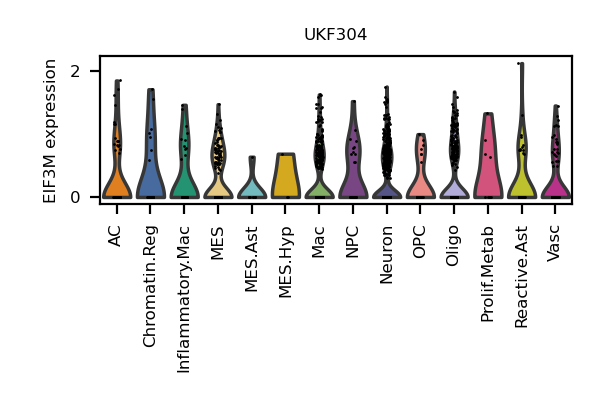 UKF304
EIF3M expression
2
0
AC
Chromatin.Reg
Inflammatory.Mac
MES
MES.Ast
MES.Hyp
Mac
NPC
Neuron
OPC
Oligo
Prolif.Metab
Reactive.Ast
Vasc